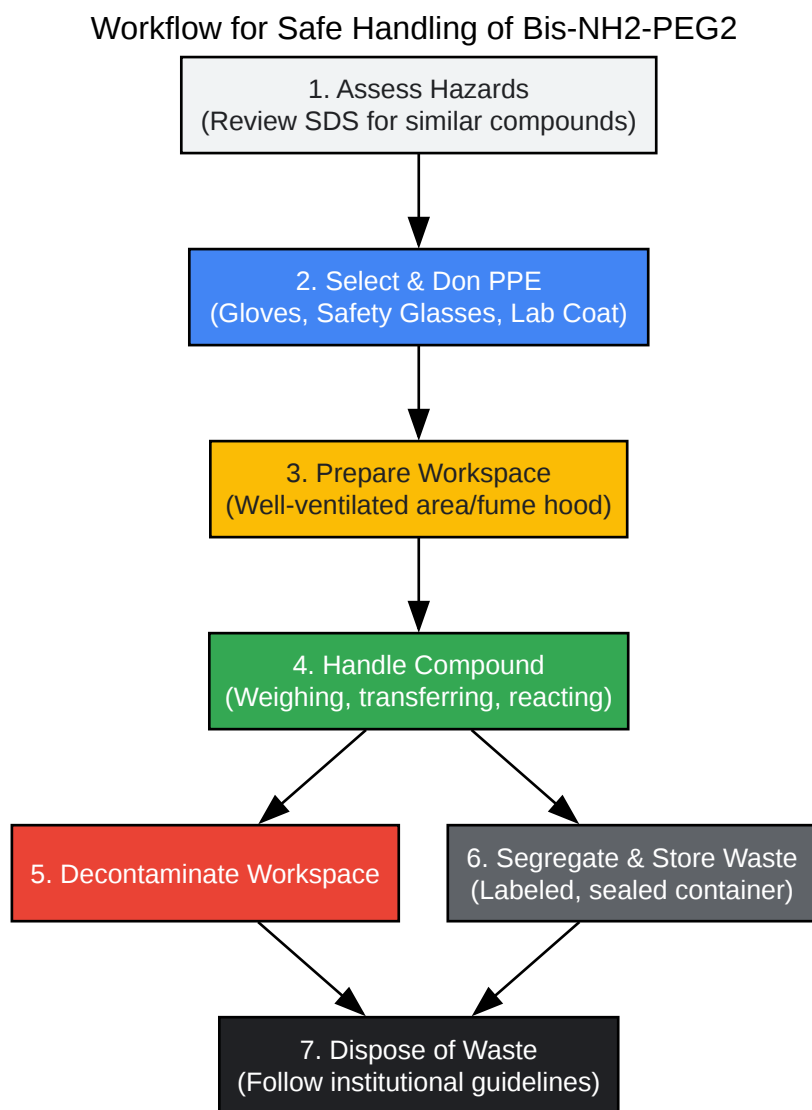 Workflow for Safe Handling of Bis-NH2-PEG2
1. Assess Hazards
(Review SDS for similar compounds)
2. Select & Don PPE
(Gloves, Safety Glasses, Lab Coat)
3. Prepare Workspace
(Well-ventilated area/fume hood)
4. Handle Compound
(Weighing, transferring, reacting)
5. Decontaminate Workspace
6. Segregate & Store Waste
(Labeled, sealed container)
7. Dispose of Waste
(Follow institutional guidelines)